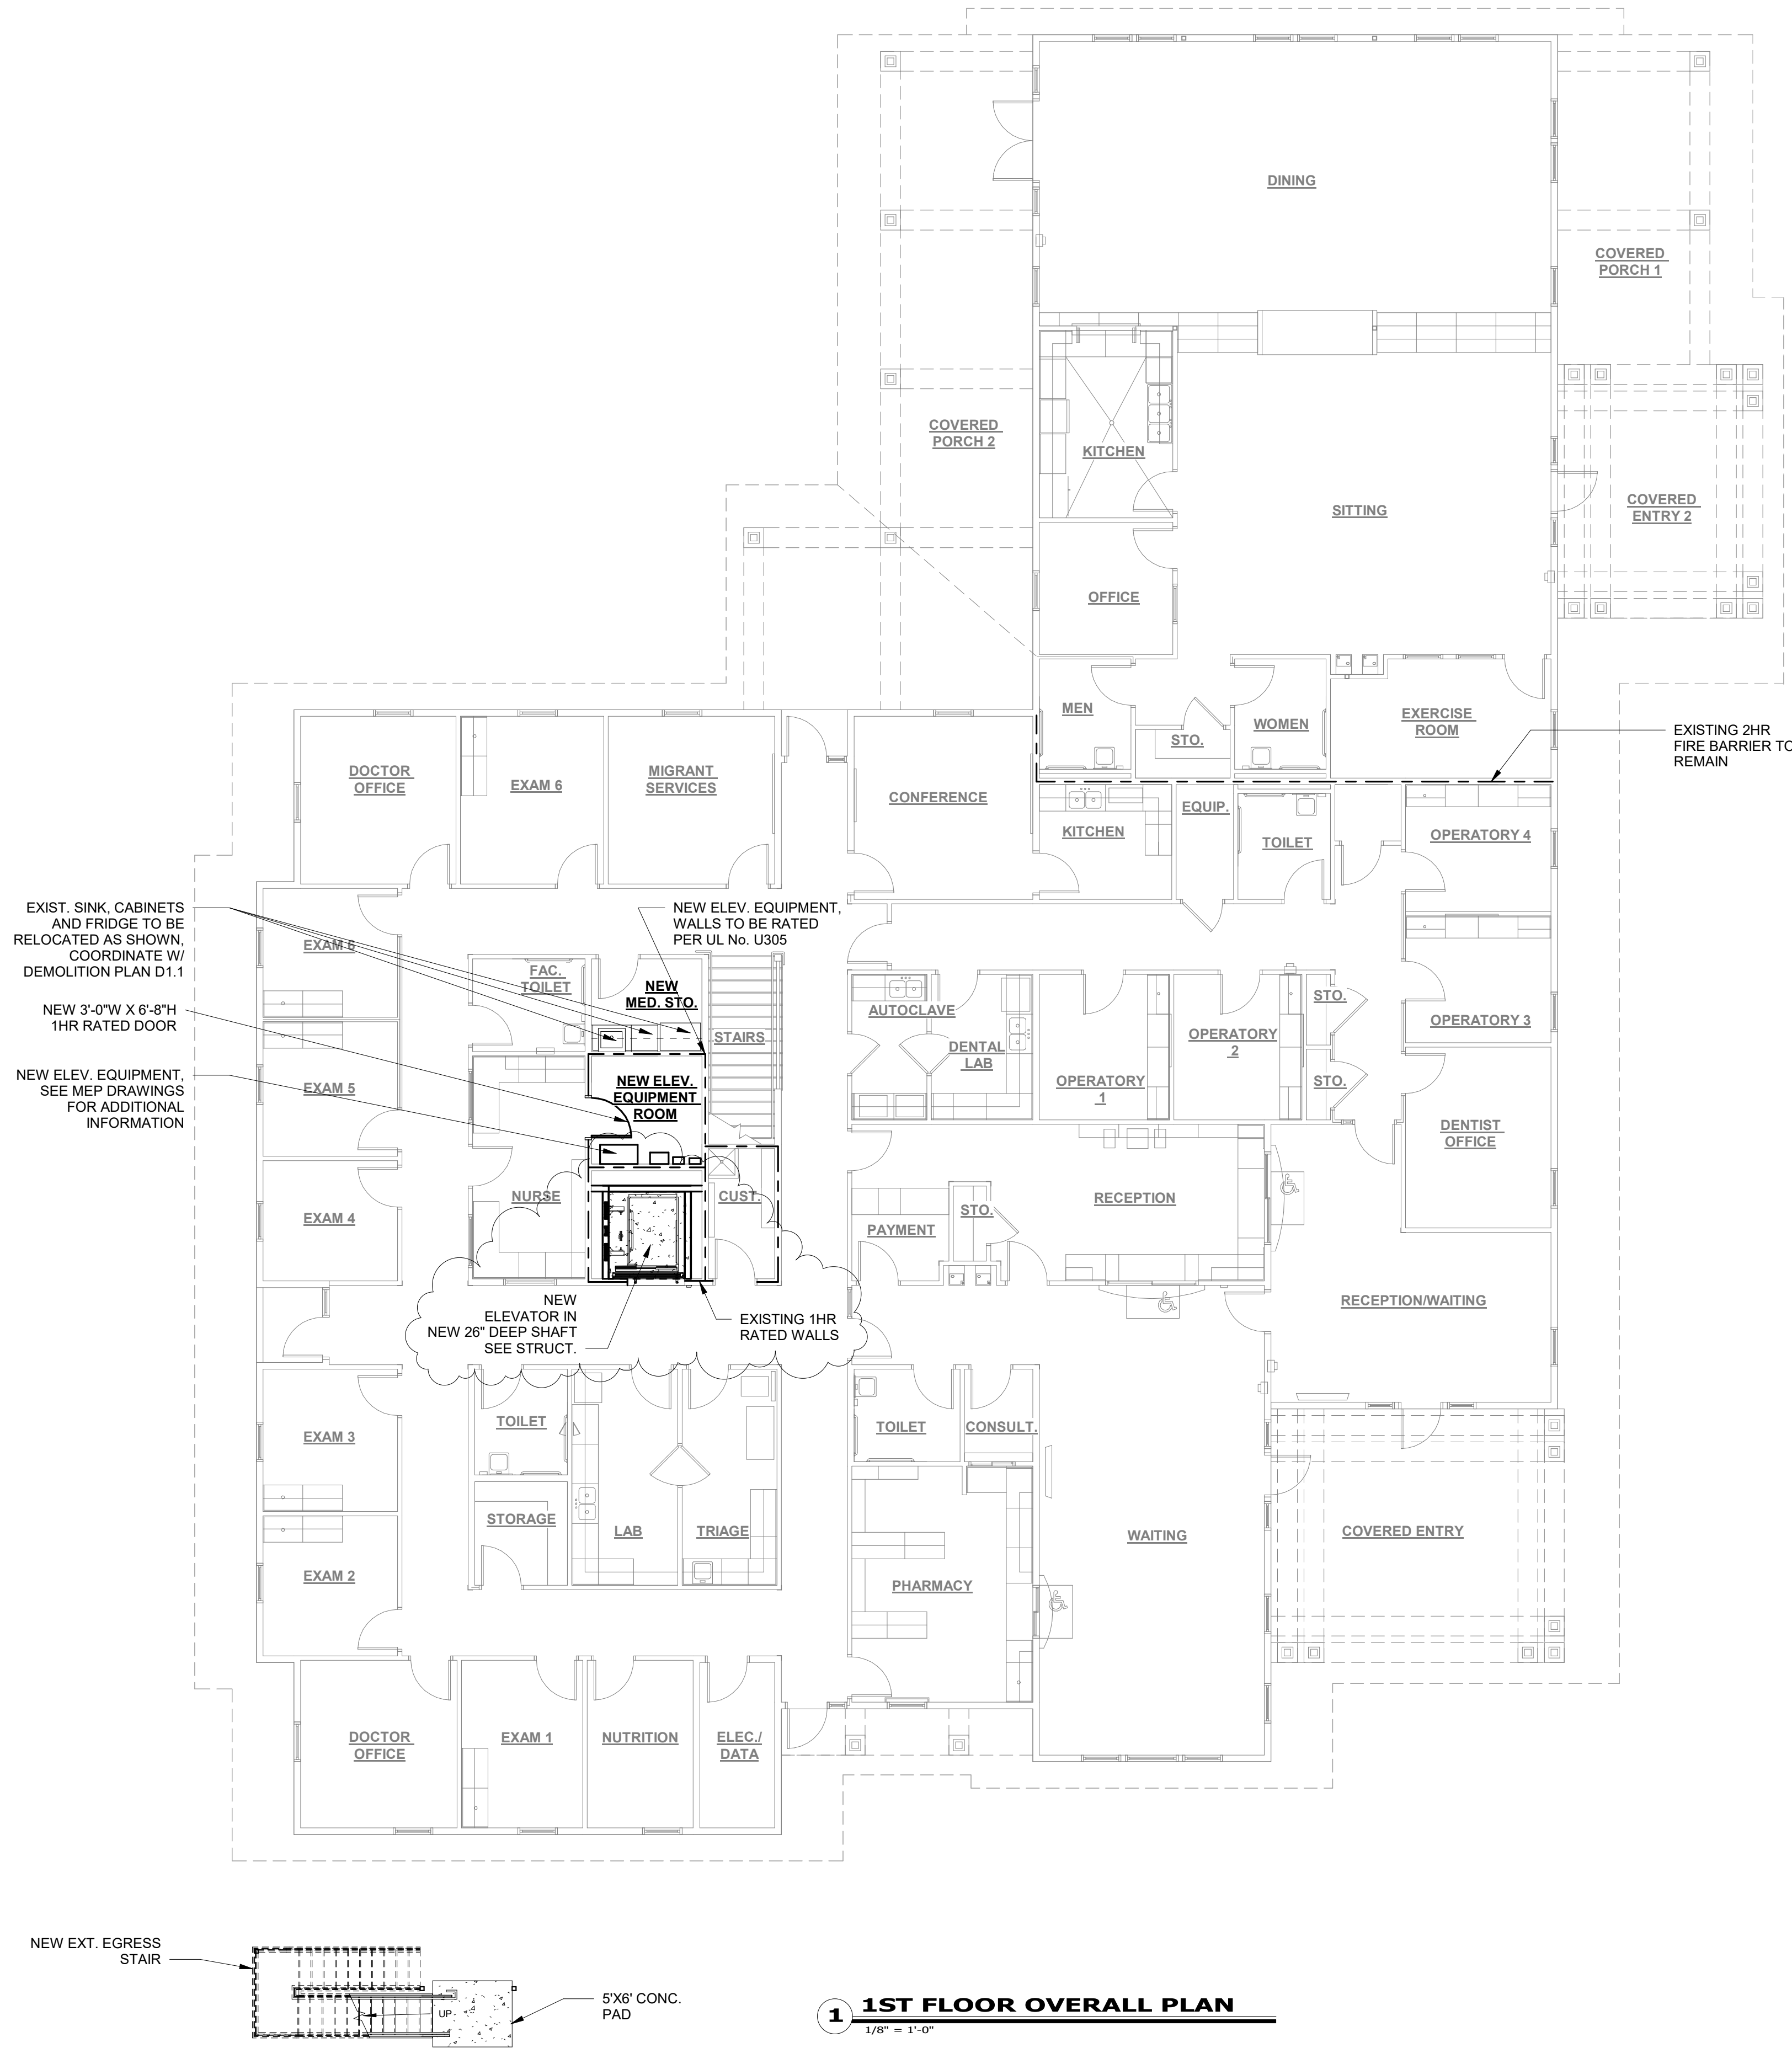 DINING
COVERED
PORCH 1
COVERED
PORCH 2
KITCHEN
SITTING
COVERED
ENTRY 2
OFFICE
MEN
STO.
WOMEN
EXERCISE
ROOM
EXISTING 2HR
FIRE BARRIER TO
REMAIN
DOCTOR
OFFICE
EXAM 6
MIGRANT
SERVICES
CONFERENCE
KITCHEN
EQUIP.
TOILET
OPERATORY 4
EXIST. SINK, CABINETS
AND FRIDGE TO BE
RELOCATED AS SHOWN,
COORDINATE W/
DEMOLITION PLAN D1.1
EXAM 6
NEW ELEV. EQUIPMENT,
WALLS TO BE RATED
PER UL No. U305
FAC.
TOILET
NEW
MED. STO.
STAIRS
NEW 3'-0"W X 6'-8"H
1HR RATED DOOR
AUTOCLAVE
DENTAL
LAB
OPERATORY
1
OPERATORY
2
STO.
STO.
OPERATORY 3
NEW ELEV. EQUIPMENT,
SEE MEP DRAWINGS
FOR ADDITIONAL
INFORMATION
EXAM 5
NEW ELEV.
EQUIPMENT
ROOM
DENTIST
OFFICE
EXAM 4
NURSE
CUST.
PAYMENT
STO.
RECEPTION
NEW
ELEVATOR IN
NEW 26" DEEP SHAFT
SEE STRUCT.
EXISTING 1HR
RATED WALLS
RECEPTION/WAITING
EXAM 3
TOILET
TOILET
CONSULT.
STORAGE
LAB
TRIAGE
WAITING
COVERED ENTRY
EXAM 2
PHARMACY
DOCTOR
OFFICE
EXAM 1
NUTRITION
ELEC./
DATA
NEW EXT. EGRESS
STAIR
UP
5'X6' CONC.
PAD
1
1ST FLOOR OVERALL PLAN
1/8" = 1'-0"